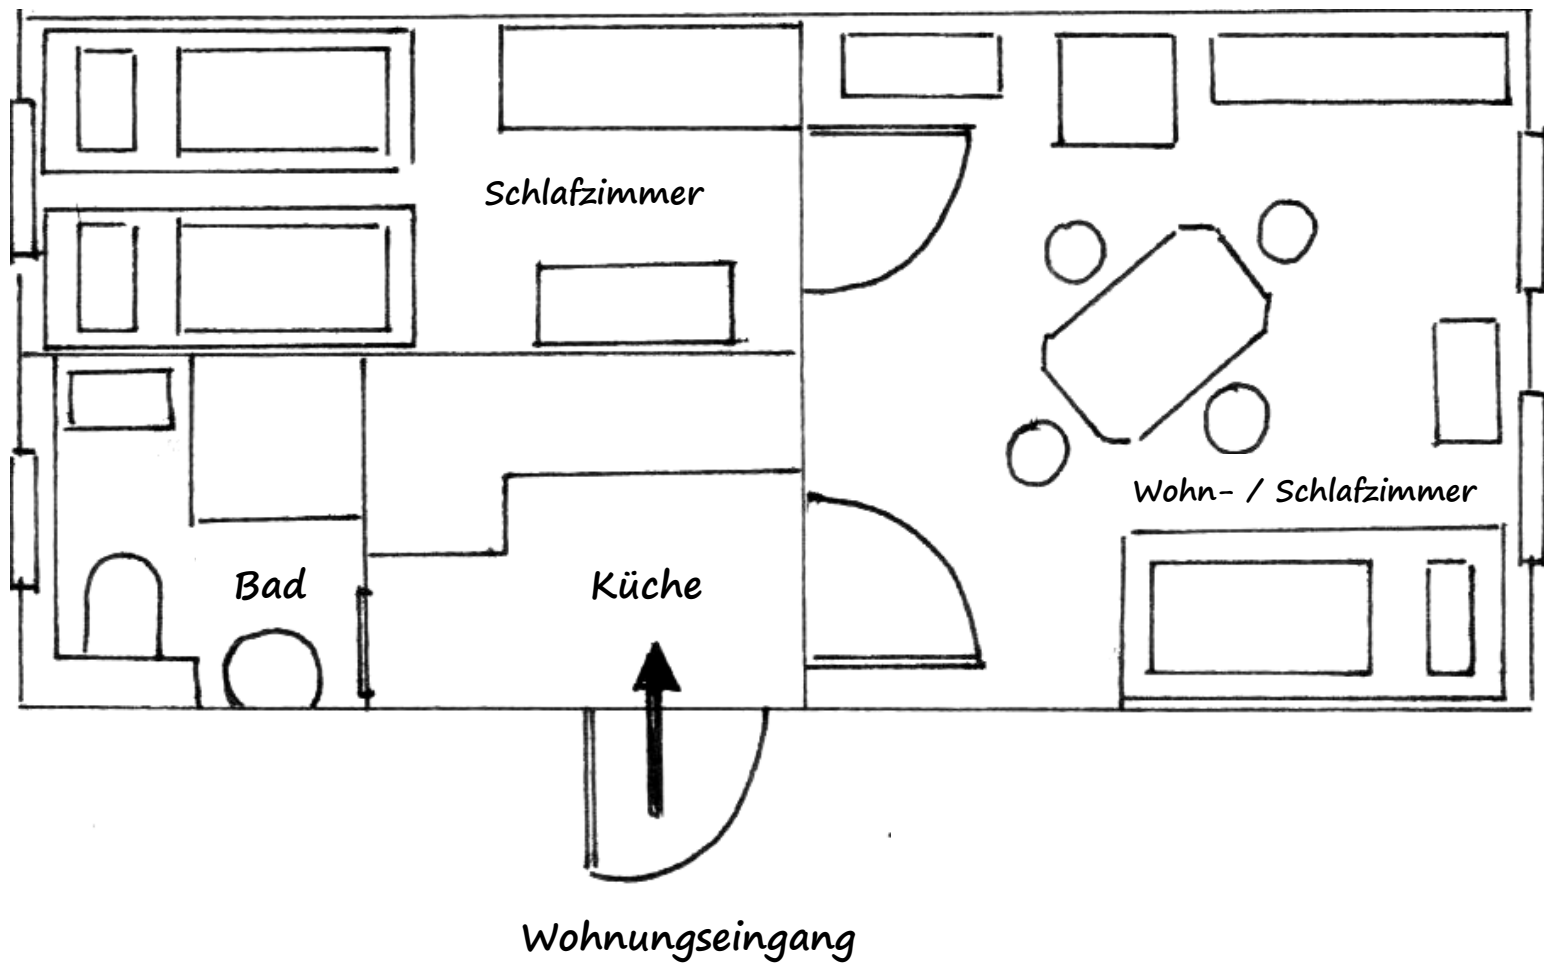 Schlafzimmer
Wohn- / Schlafzimmer
Bad
Küche
Wohnungseingang